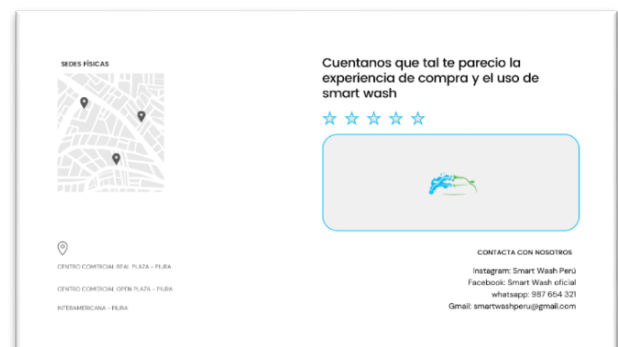 SEDES FÍSICAS
CENTRO COMERCIAL REAL PLAZA - PIURA
CENTRO COMERCIAL OPEN PLAZA - PIURA
INTERAMERICANA - PIURA
Cuentanos que tal te parecio la
experiencia de compra y el uso de
smart wash
CONTACTA CON NOSOTROS
Instagram: Smart Wash Perú
Facebook: Smart Wash oficial
whatsapp: 987 654 321
Gmail: smartwashperu@gmail.com